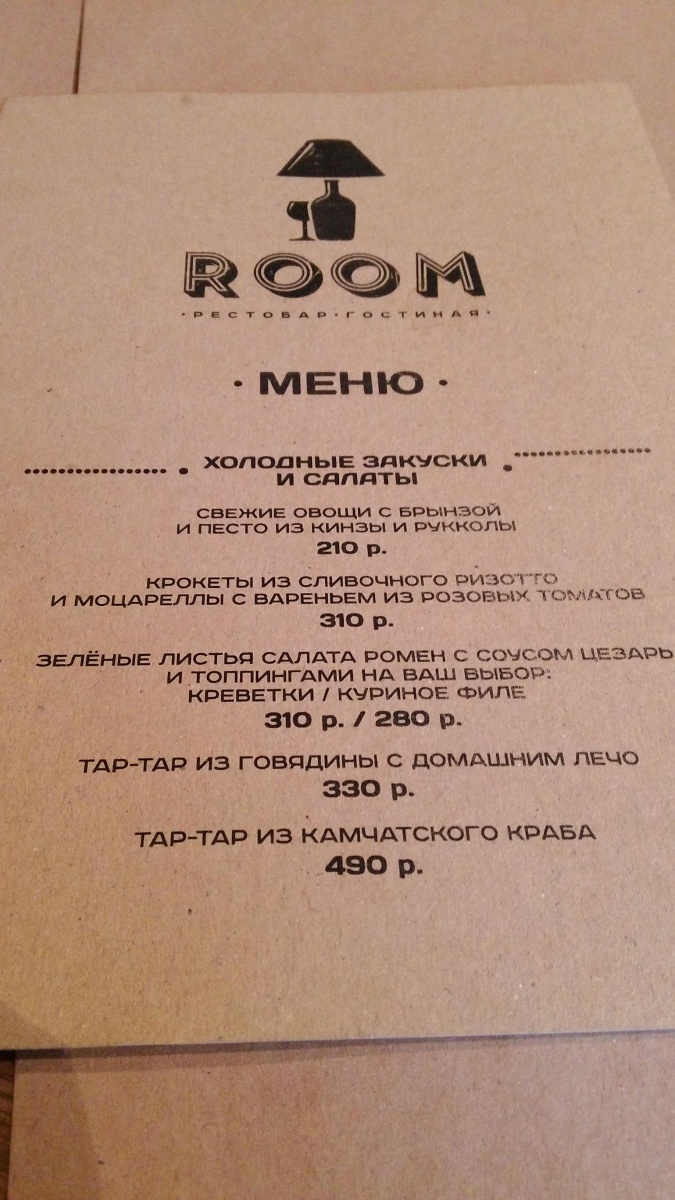 ROOM
·РЕСТОБАР·ГОСТИНАЯ·
· МЕНЮ ·
ХОЛОДНЫЕ ЗАКУСКИ
И САЛАТЫ
СВЕЖИЕ ОВОЩИ С БРЫНЗОЙ
И ПЕСТО ИЗ КИНЗЫ И РУККОЛЫ
210 р.
КРОКЕТЫ ИЗ СЛИВОЧНОГО РИЗОТТО
И МОЦАРЕЛЛЫ С ВАРЕНЬЕМ ИЗ РОЗОВЫХ ТОМАТОВ
310 р.
ЗЕЛЁНЫЕ ЛИСТЬЯ САЛАТА РОМЕН С СОУСОМ ЦЕЗАРЬ
И ТОППИНГАМИ НА ВАШ ВЫБОР:
КРЕВЕТКИ / КУРИНОЕ ФИЛЕ
310 р. / 280 р.
ТАР-ТАР ИЗ ГОВЯДИНЫ С ДОМАШНИМ ЛЕЧО
330 р.
ТАР-ТАР ИЗ КАМЧАТСКОГО КРАБА
490 р.